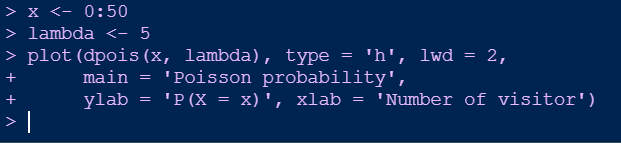 > x <- 0:50
> lambda <- 5
> plot(dpois(x, lambda), type = 'h', lwd = 2,
+      main = 'Poisson probability',
+      ylab = 'P(X = x)', xlab = 'Number of visitor')
>